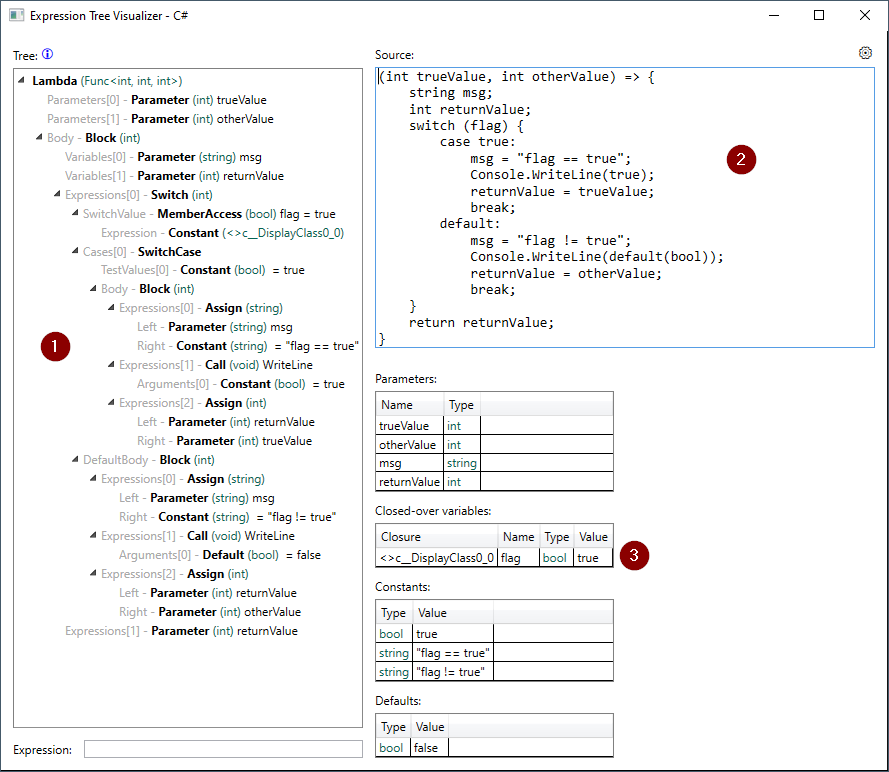 Expression Tree Visualizer - C#
Tree:
Lambda (Func<int, int, int>)
Parameters[0] - Parameter (int) trueValue
Parameters[1] - Parameter (int) otherValue
Body - Block (int)
Variables[0] - Parameter (string) msg
Variables[1] - Parameter (int) returnValue
Expressions[0] - Switch (int)
SwitchValue - MemberAccess (bool) flag = true
Expression - Constant (<>c__DisplayClass0_0)
Cases[0] - SwitchCase
TestValues[0] - Constant (bool) = true
Body - Block (int)
Expressions[0] - Assign (string)
Left - Parameter (string) msg
Right - Constant (string) = "flag == true"
Expressions[1] - Call (void) WriteLine
Arguments[0] - Constant (bool) = true
Expressions[2] - Assign (int)
Left - Parameter (int) returnValue
Right - Parameter (int) trueValue
DefaultBody - Block (int)
Expressions[0] - Assign (string)
Left - Parameter (string) msg
Right - Constant (string) = "flag != true"
Expressions[1] - Call (void) WriteLine
Arguments[0] - Default (bool) = false
Expressions[2] - Assign (int)
Left - Parameter (int) returnValue
Right - Parameter (int) otherValue
Expressions[1] - Parameter (int) returnValue
1
Expression:
Source:
(int trueValue, int otherValue) => {
string msg;
int returnValue;
switch (flag) {
case true:
msg = "flag == true";
Console.WriteLine(true);
returnValue = trueValue;
break;
default:
msg = "flag != true";
Console.WriteLine(default(bool));
returnValue = otherValue;
break;
}
return returnValue;
}
2
Parameters:
Name Type
trueValue int
otherValue int
msg string
returnValue int
Closed-over variables:
Closure Name Type Value
<>c__DisplayClass0_0 flag bool true
3
Constants:
Type Value
bool true
string "flag == true"
string "flag != true"
Defaults:
Type Value
bool false